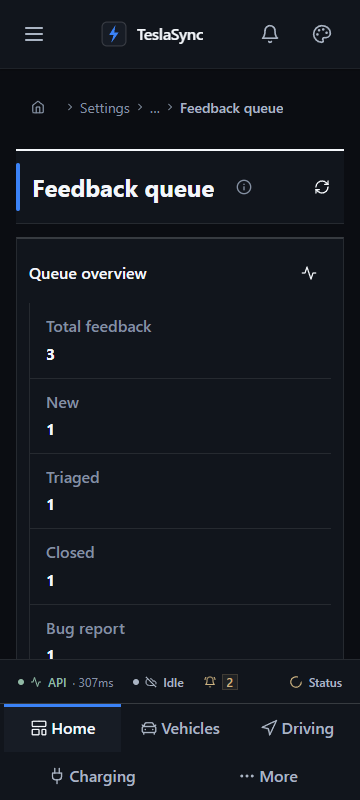 TeslaSync
Settings > ... > Feedback queue
Feedback queue
Queue overview
Total feedback
3
New
1
Triaged
1
Closed
1
Bug report
1
API · 307ms Idle 2 Status
Home Vehicles Driving
Charging More